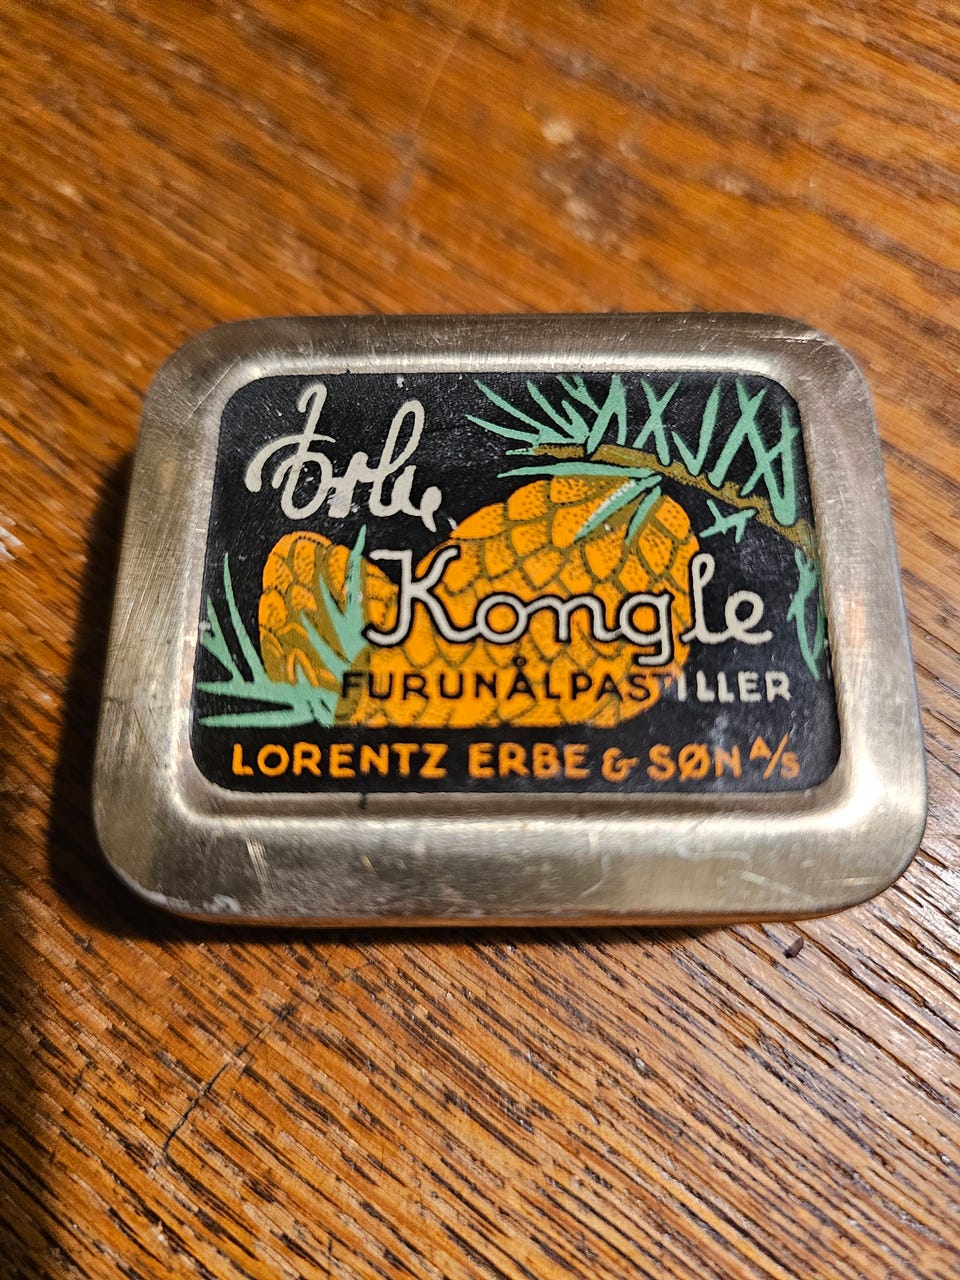 Erbe
Kongle
FURUNÅLPASTILLER
LORENTZ ERBE & SØN A/S